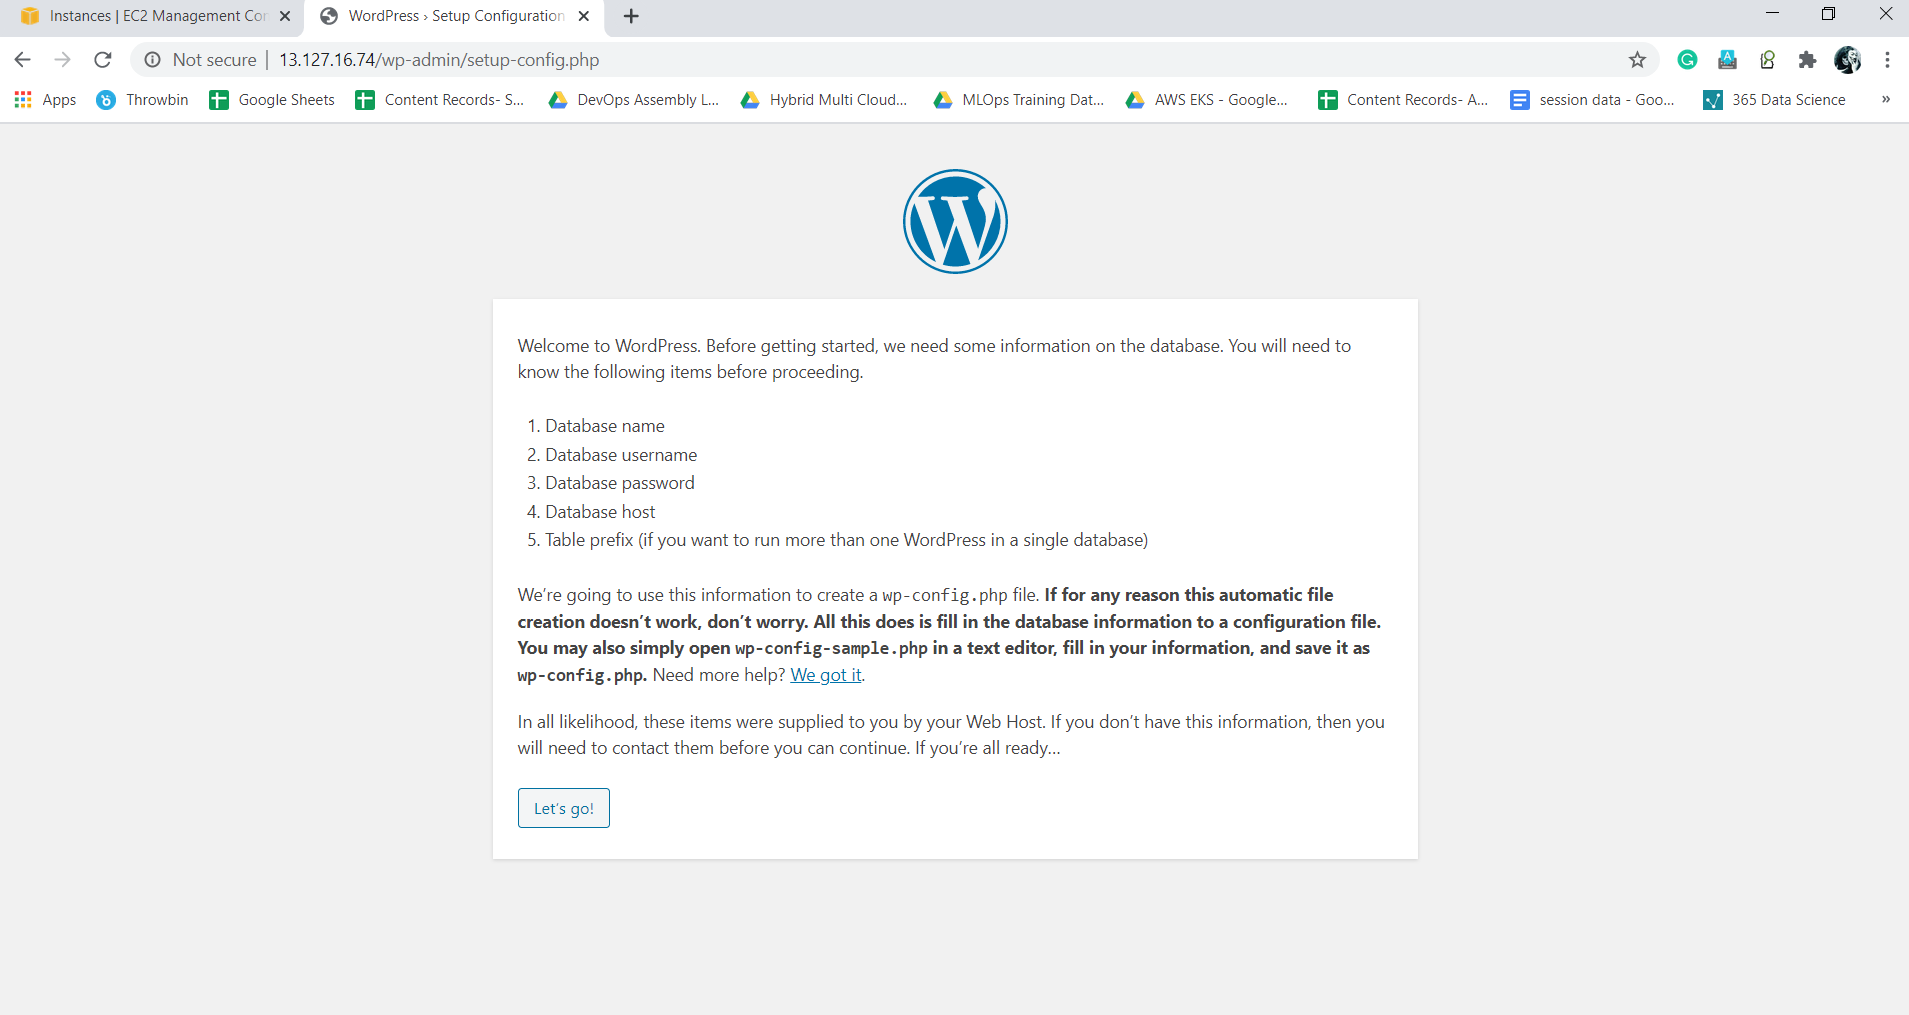 Instances | EC2 Management Con
WordPress › Setup Configuration
Not secure | 13.127.16.74/wp-admin/setup-config.php
Apps Throwbin Google Sheets Content Records- S... DevOps Assembly L... Hybrid Multi Cloud... MLOps Training Dat... AWS EKS - Google... Content Records- A... session data - Goo... 365 Data Science »
Welcome to WordPress. Before getting started, we need some information on the database. You will need to
know the following items before proceeding.
1. Database name
2. Database username
3. Database password
4. Database host
5. Table prefix (if you want to run more than one WordPress in a single database)
We’re going to use this information to create a wp-config.php file. If for any reason this automatic file
creation doesn’t work, don’t worry. All this does is fill in the database information to a configuration file.
You may also simply open wp-config-sample.php in a text editor, fill in your information, and save it as
wp-config.php. Need more help? We got it.
In all likelihood, these items were supplied to you by your Web Host. If you don’t have this information, then you
will need to contact them before you can continue. If you’re all ready…
Let’s go!